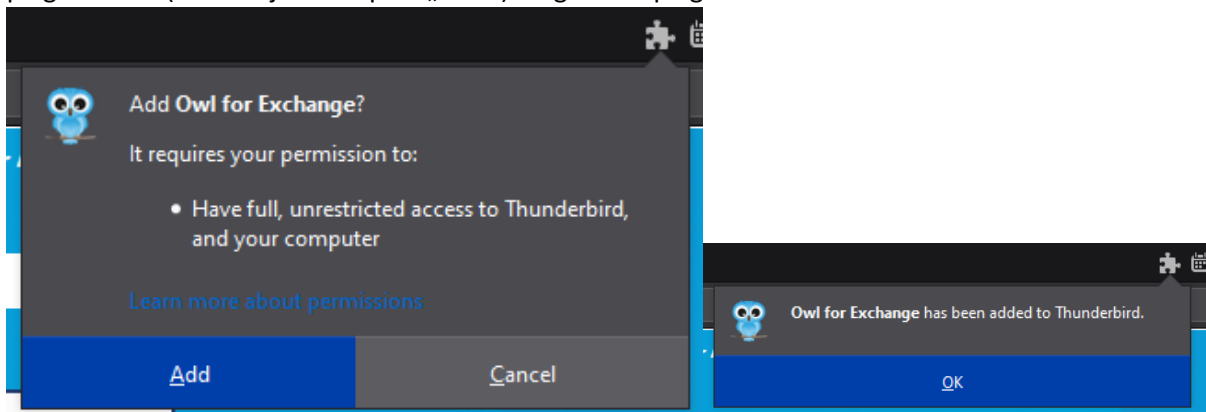 Add Owl for Exchange?
It requires your permission to:
• Have full, unrestricted access to Thunderbird,
and your computer
Learn more about permissions
Add
Cancel
Owl for Exchange has been added to Thunderbird.
OK